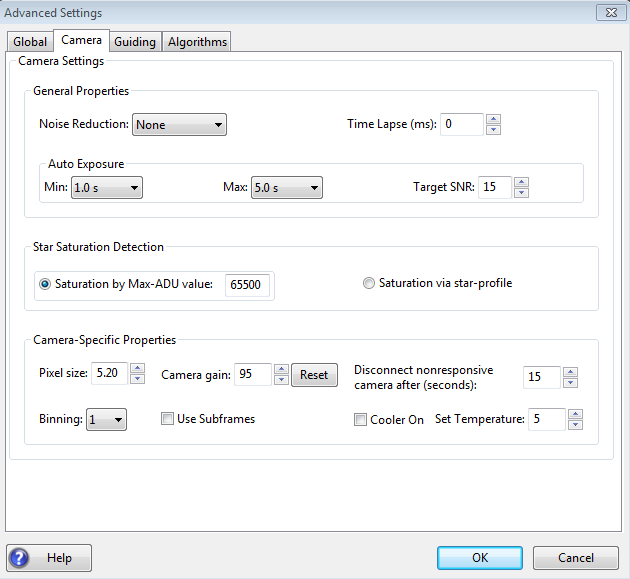 Advanced Settings
Global Camera Guiding Algorithms
Camera Settings
General Properties
Noise Reduction: None Time Lapse (ms): 0
Auto Exposure
Min: 1.0 s Max: 5.0 s Target SNR: 15
Star Saturation Detection
Saturation by Max-ADU value: 65500 Saturation via star-profile
Camera-Specific Properties
Pixel size: 5.20 Camera gain: 95 Reset Disconnect nonresponsive
camera after (seconds): 15
Binning: 1 Use Subframes Cooler On Set Temperature: 5
? Help OK Cancel